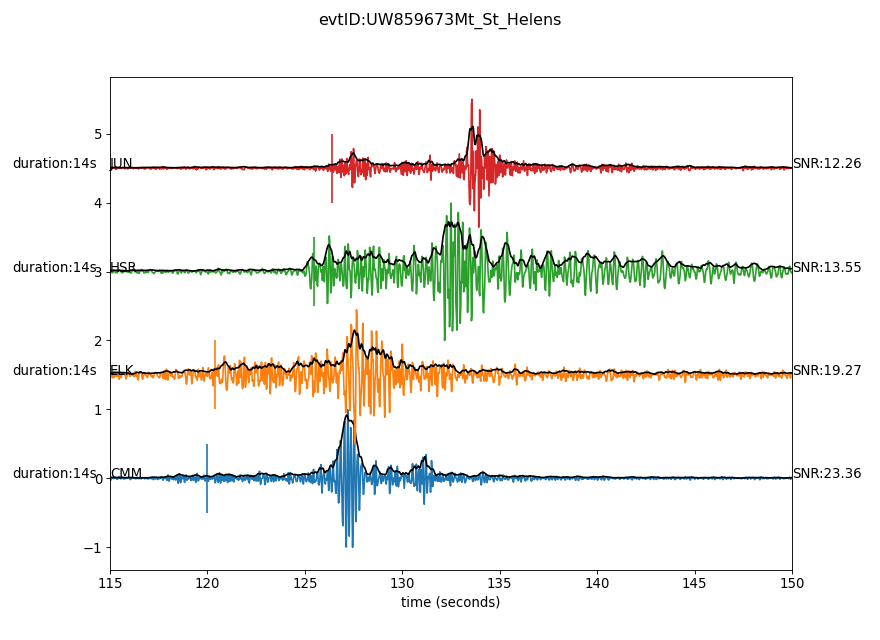 evtID:UW859673Mt_St_Helens
5
duration:14s JUN SNR:12.26
4
duration:14s HSR SNR:13.55
3
2
duration:14s ELK SNR:19.27
1
duration:14s CMM SNR:23.36
0
−1
115 120 125 130 135 140 145 150
time (seconds)